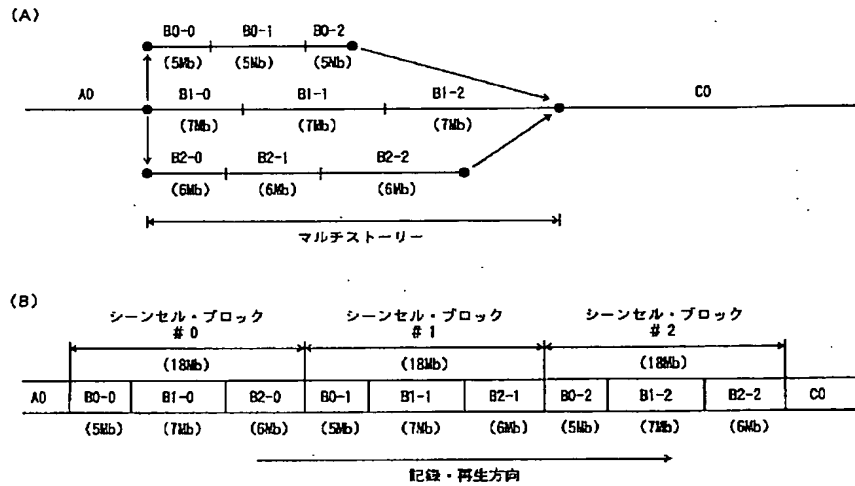 (A)
B0-0 B0-1 B0-2
(5Mb) (5Mb) (5Mb)
A0 B1-0 B1-1 B1-2 C0
(7Mb) (7Mb) (7Mb)
B2-0 B2-1 B2-2
(6Mb) (6Mb) (6Mb)
マルチストーリー
(B)
シーンセル・ブロック シーンセル・ブロック シーンセル・ブロック
#0 #1 #2
(18Mb) (18Mb) (18Mb)
A0 B0-0 B1-0 B2-0 B0-1 B1-1 B2-1 B0-2 B1-2 B2-2 C0
(5Mb) (7Mb) (6Mb) (5Mb) (7Mb) (6Mb) (5Mb) (7Mb) (6Mb)
記録・再生方向